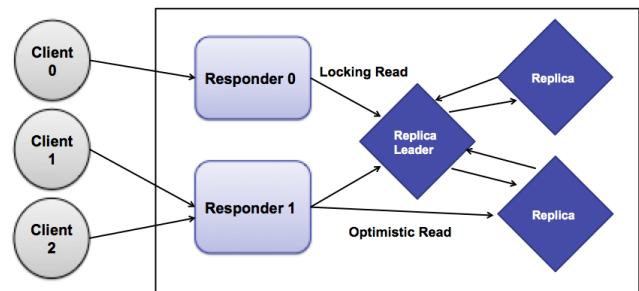 Client
0
Responder 0
Locking Read
Replica
Client
1
Replica
Leader
Responder 1
Replica
Client
2
Optimistic Read